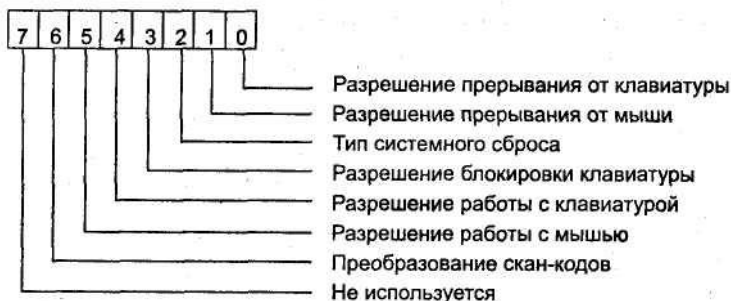 7 6 5 4 3 2 1 0
Разрешение прерывания от клавиатуры
Разрешение прерывания от мыши
Тип системного сброса
Разрешение блокировки клавиатуры
Разрешение работы с клавиатурой
Разрешение работы с мышью
Преобразование скан-кодов
Не используется